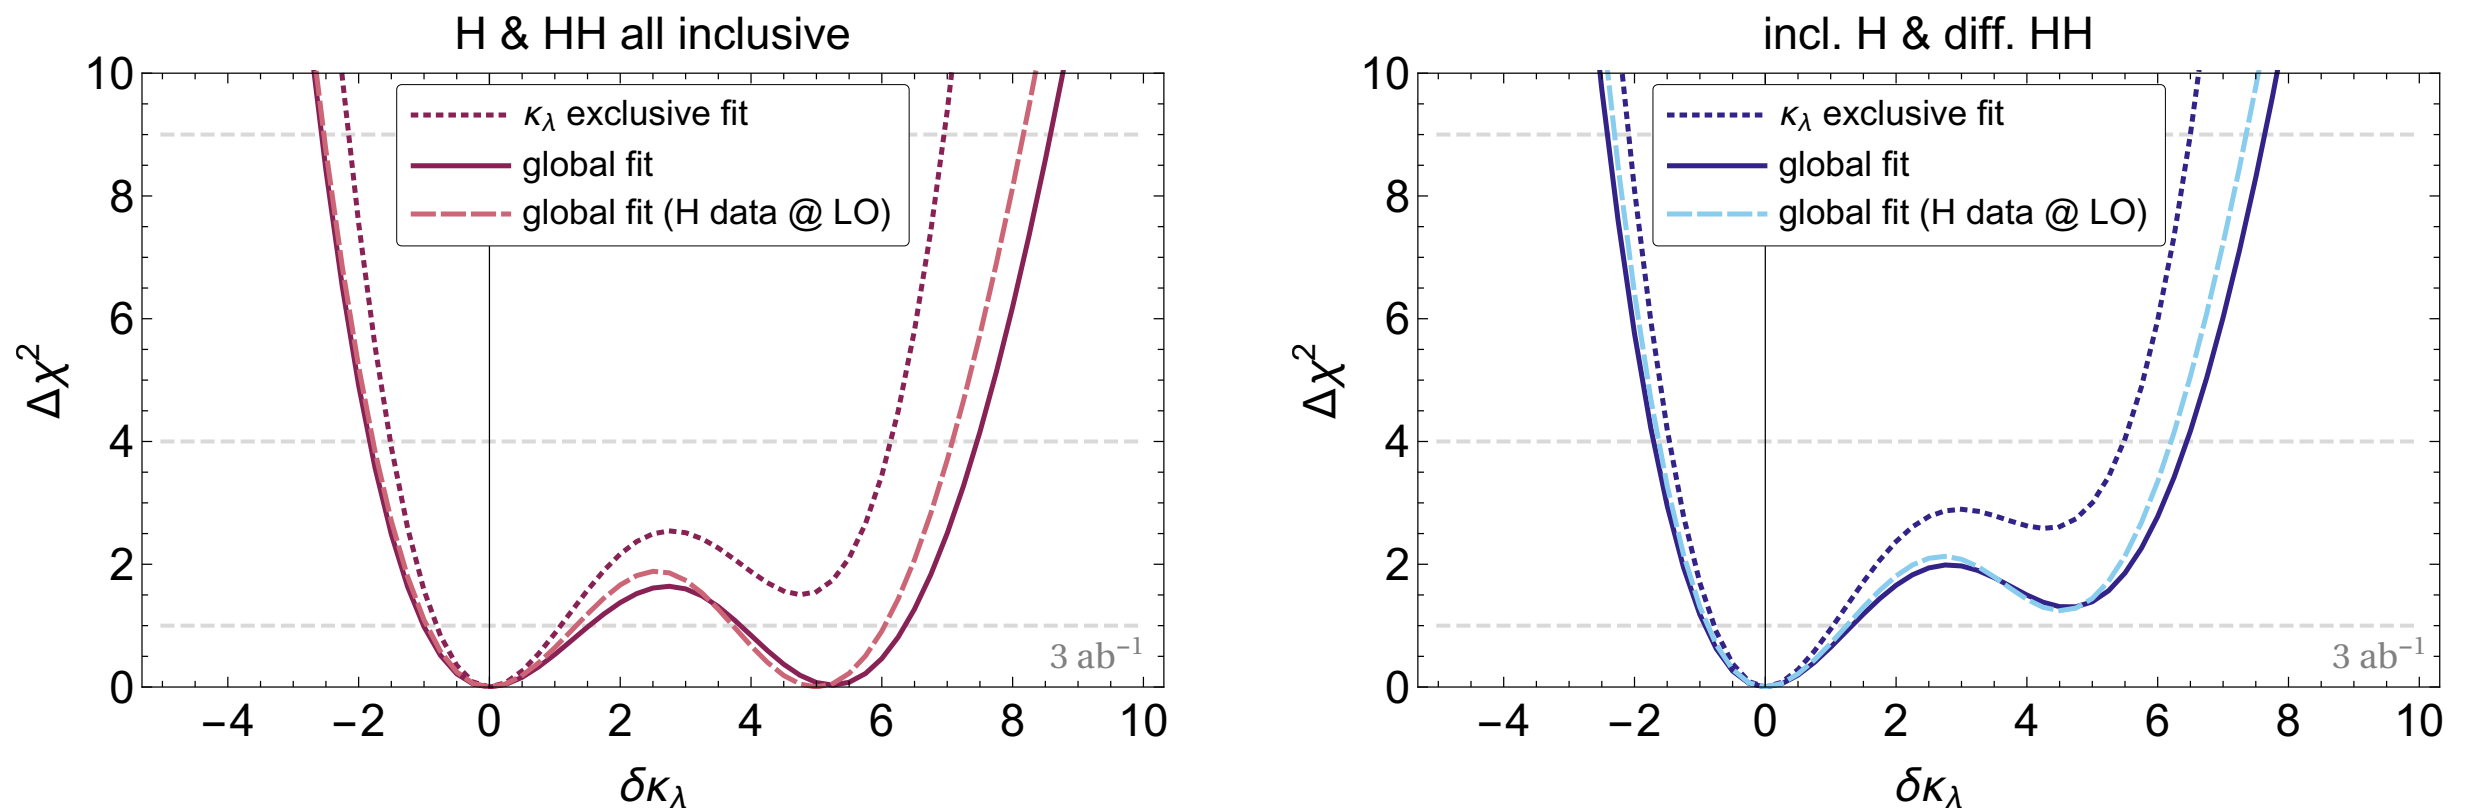 H & HH all inclusive
10
8
6
4
2
0
Δχ²
κλ exclusive fit
global fit
global fit (H data @ LO)
3 ab⁻¹
−4 −2 0 2 4 6 8 10
δκλ
incl. H & diff. HH
10
8
6
4
2
0
Δχ²
κλ exclusive fit
global fit
global fit (H data @ LO)
3 ab⁻¹
−4 −2 0 2 4 6 8 10
δκλ